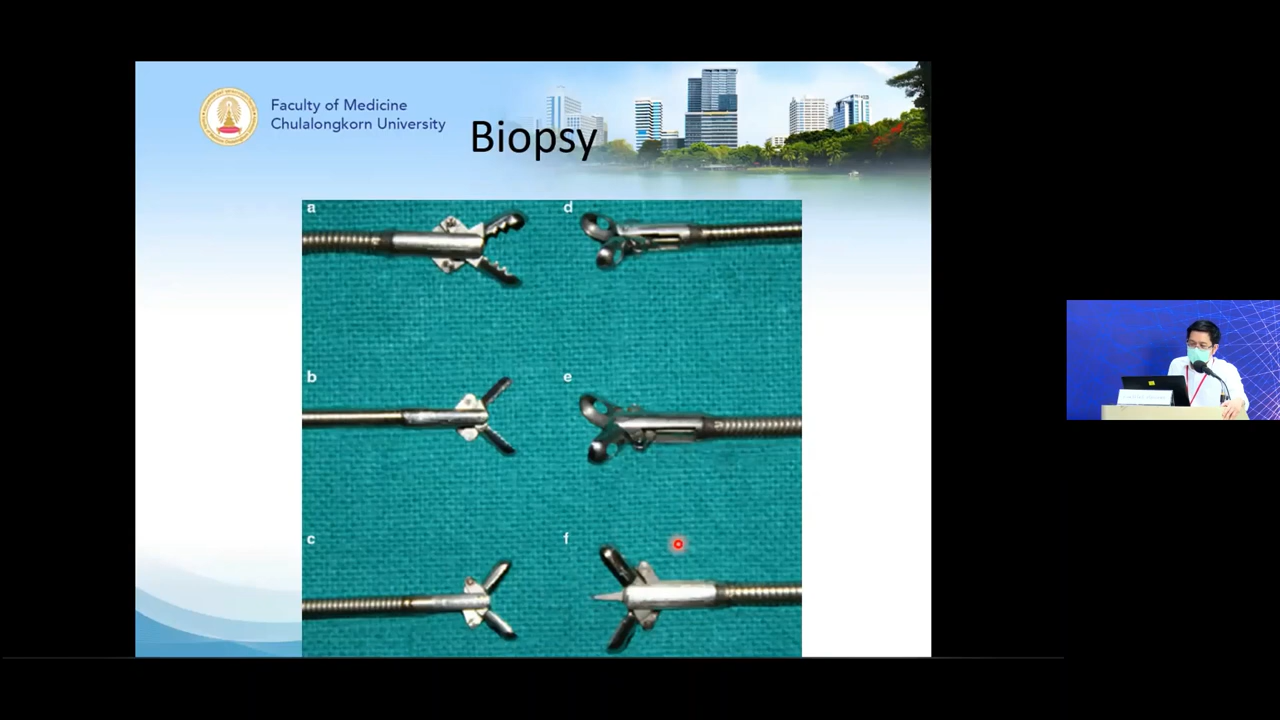 Faculty of Medicine
Chulalongkorn University
Biopsy
a
d
b
e
c
f